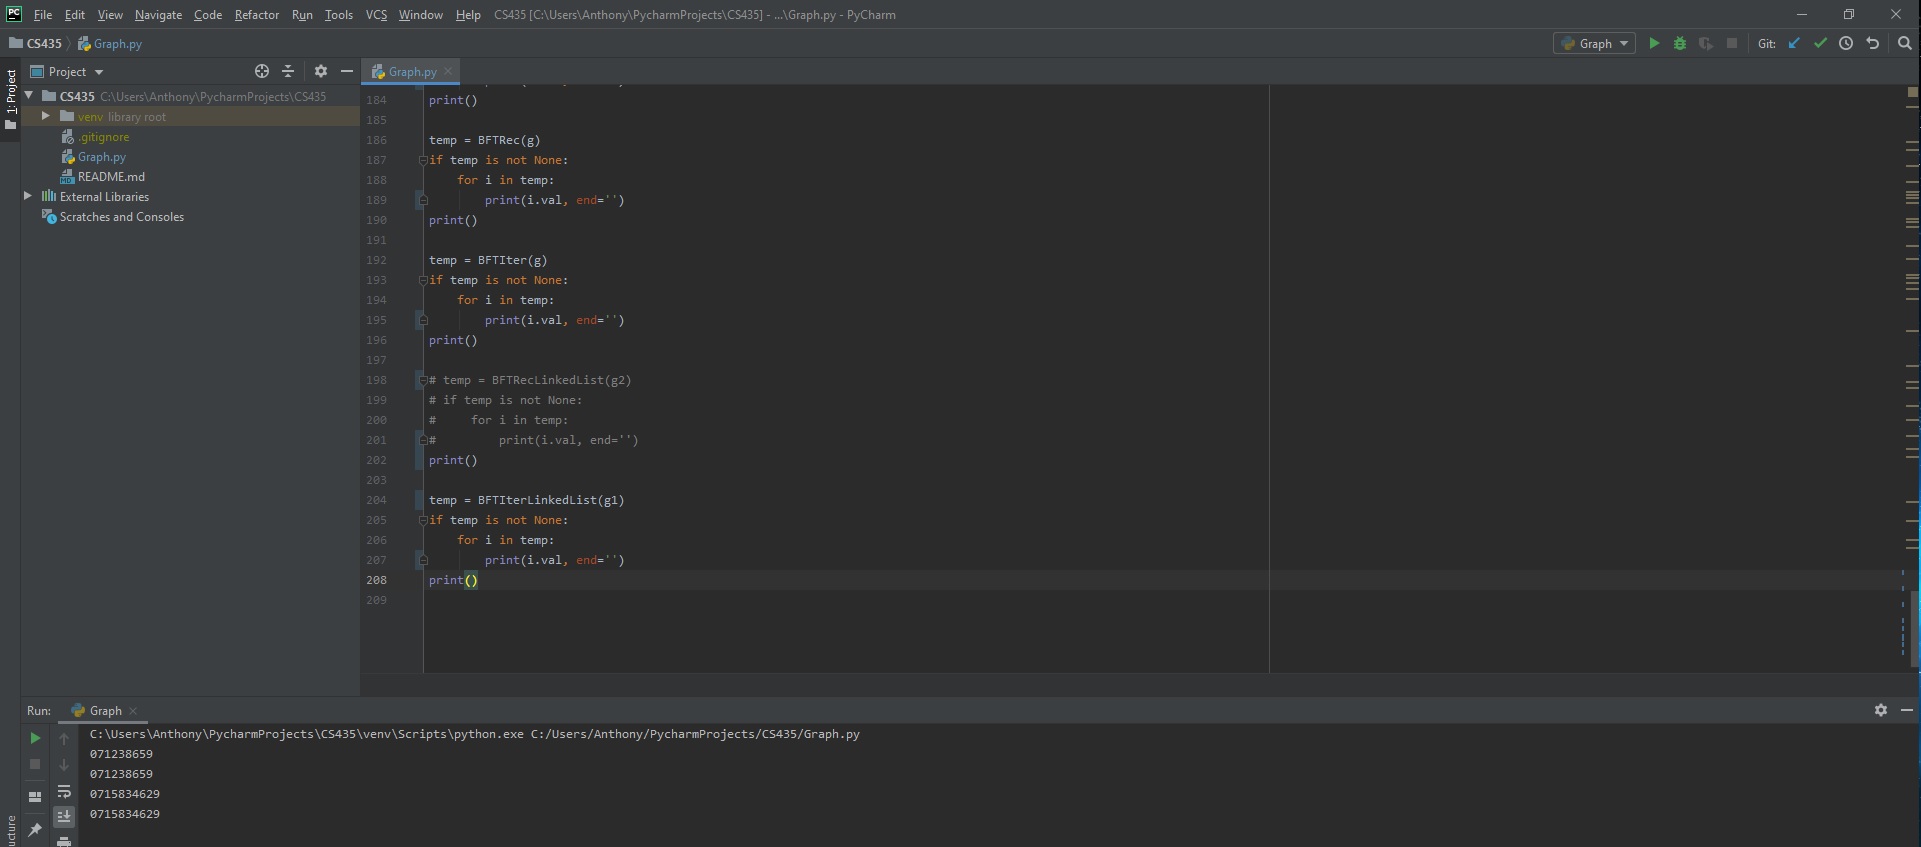 PC File Edit View Navigate Code Refactor Run Tools VCS Window Help CS435 [C:\Users\Anthony\PycharmProjects\CS435] - ...\Graph.py - PyCharm
CS435 Graph.py Graph Git:
1: Project
Project
CS435 C:\Users\Anthony\PycharmProjects\CS435
venv library root
.gitignore
Graph.py
README.md
External Libraries
Scratches and Consoles
Graph.py
184 print()
185
186 temp = BFTRec(g)
187 if temp is not None:
188     for i in temp:
189         print(i.val, end='')
190 print()
191
192 temp = BFTIter(g)
193 if temp is not None:
194     for i in temp:
195         print(i.val, end='')
196 print()
197
198 # temp = BFTRecLinkedList(g2)
199 # if temp is not None:
200 #     for i in temp:
201 #         print(i.val, end='')
202 print()
203
204 temp = BFTIterLinkedList(g1)
205 if temp is not None:
206     for i in temp:
207         print(i.val, end='')
208 print()
209
Run: Graph
C:\Users\Anthony\PycharmProjects\CS435\venv\Scripts\python.exe C:/Users/Anthony/PycharmProjects/CS435/Graph.py
071238659
071238659
0715834629
0715834629
ucture